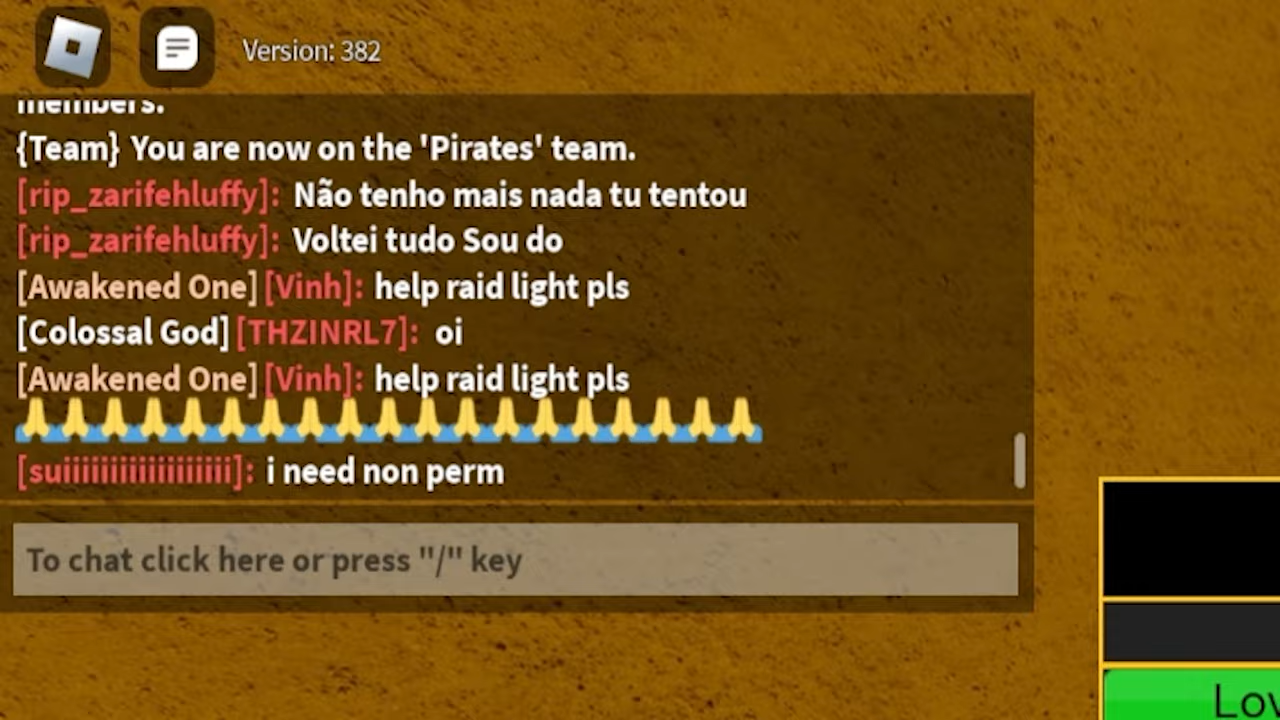 Version: 382
members.
{Team} You are now on the 'Pirates' team.
[rip_zarifehluffy]: Não tenho mais nada tu tentou
[rip_zarifehluffy]: Voltei tudo Sou do
[Awakened One] [Vinh]: help raid light pls
[Colossal God] [THZINRL7]: oi
[Awakened One] [Vinh]: help raid light pls
🙏🙏🙏🙏🙏🙏🙏🙏🙏🙏🙏🙏🙏🙏🙏🙏🙏🙏🙏
[suiiiiiiiiiiiiiiiiii]: i need non perm
To chat click here or press "/" key